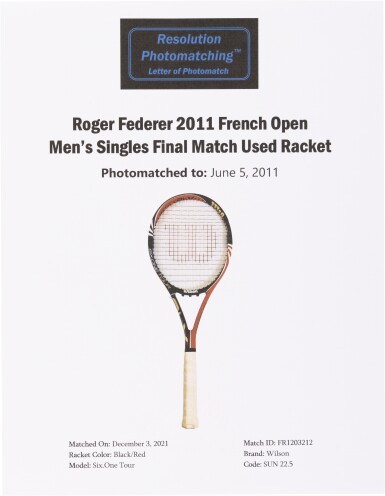 Resolution
Photomatching™
Letter of Photomatch
Roger Federer 2011 French Open
Men's Singles Final Match Used Racket
Photomatched to: June 5, 2011
W
Matched On: December 3, 2021
Racket Color: Black/Red
Model: Six.One Tour
Match ID: FR1203212
Brand: Wilson
Code: SUN 22.5